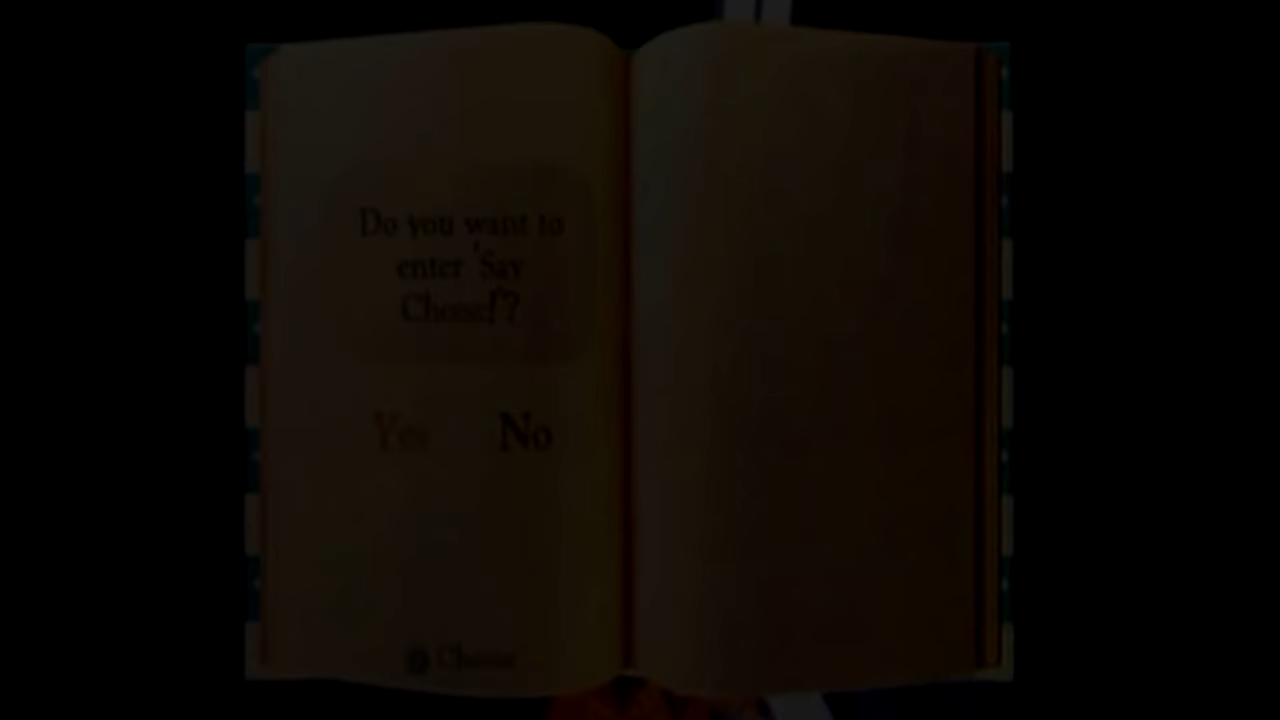 Do you want to
enter 'Say
Cheese!'?
Yes No
Choose